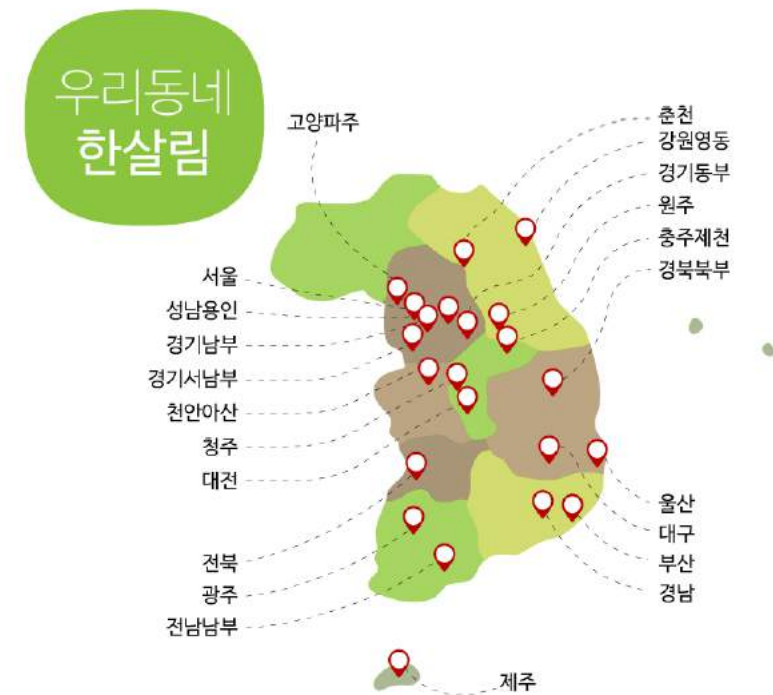 우리동네
한살림
고양파주
서울
성남용인
경기남부
경기서남부
천안아산
청주
대전
전북
광주
전남남부
춘천
강원영동
경기동부
원주
충주제천
경북북부
울산
대구
부산
경남
제주